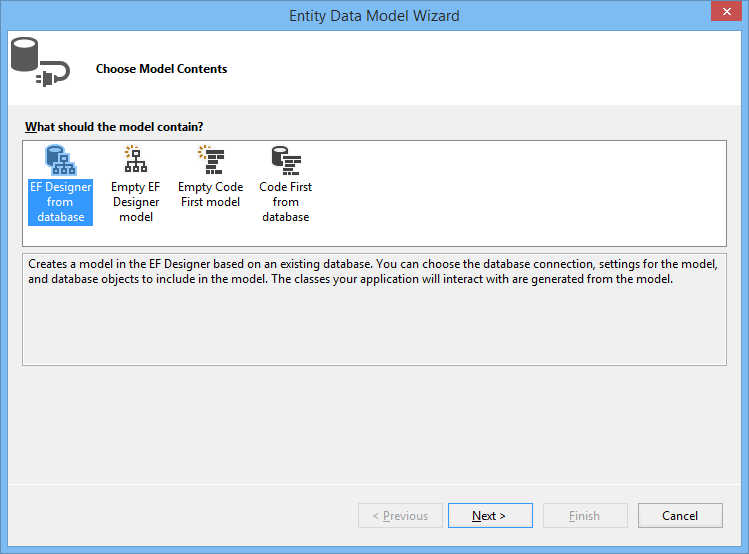 Entity Data Model Wizard
Choose Model Contents
What should the model contain?
EF Designer from database
Empty EF Designer model
Empty Code First model
Code First from database
Creates a model in the EF Designer based on an existing database. You can choose the database connection, settings for the model,
and database objects to include in the model. The classes your application will interact with are generated from the model.
< Previous
Next >
Finish
Cancel